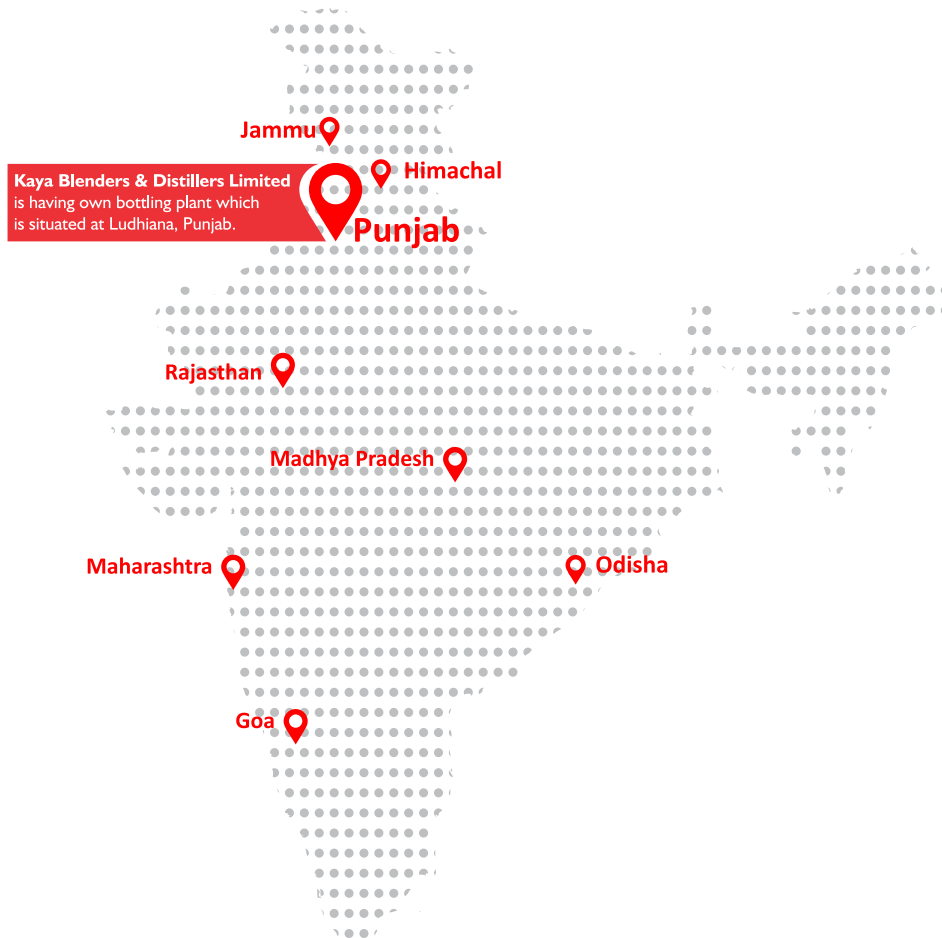 Jammu
Himachal
Kaya Blenders & Distillers Limited
is having own bottling plant which
is situated at Ludhiana, Punjab.
Punjab
Rajasthan
Madhya Pradesh
Maharashtra
Odisha
Goa